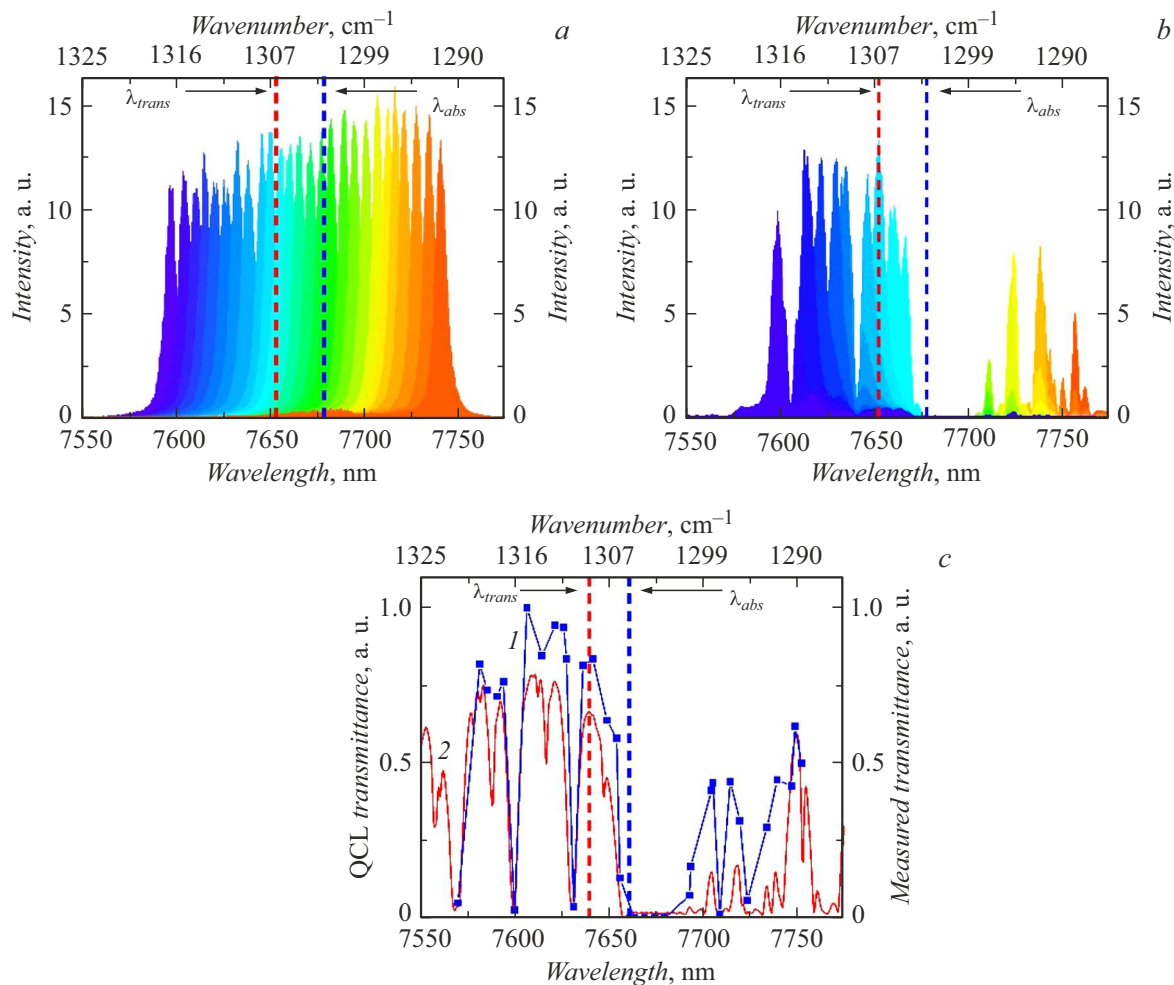 Wavenumber, cm−1
a
1325 1316 1307 1299 1290
λtrans λabs
15 15
10 10
5 5
0 0
Intensity, a. u.
Intensity, a. u.
7550 7600 7650 7700 7750
Wavelength, nm
Wavenumber, cm−1
b
1325 1316 1307 1299 1290
λtrans λabs
15 15
10 10
5 5
0 0
Intensity, a. u.
Intensity, a. u.
7550 7600 7650 7700 7750
Wavelength, nm
Wavenumber, cm−1
c
1325 1316 1307 1299 1290
λtrans λabs
1.0 1.0
1
2
0.5 0.5
0 0
QCL transmittance, a. u.
Measured transmittance, a. u.
7550 7600 7650 7700 7750
Wavelength, nm